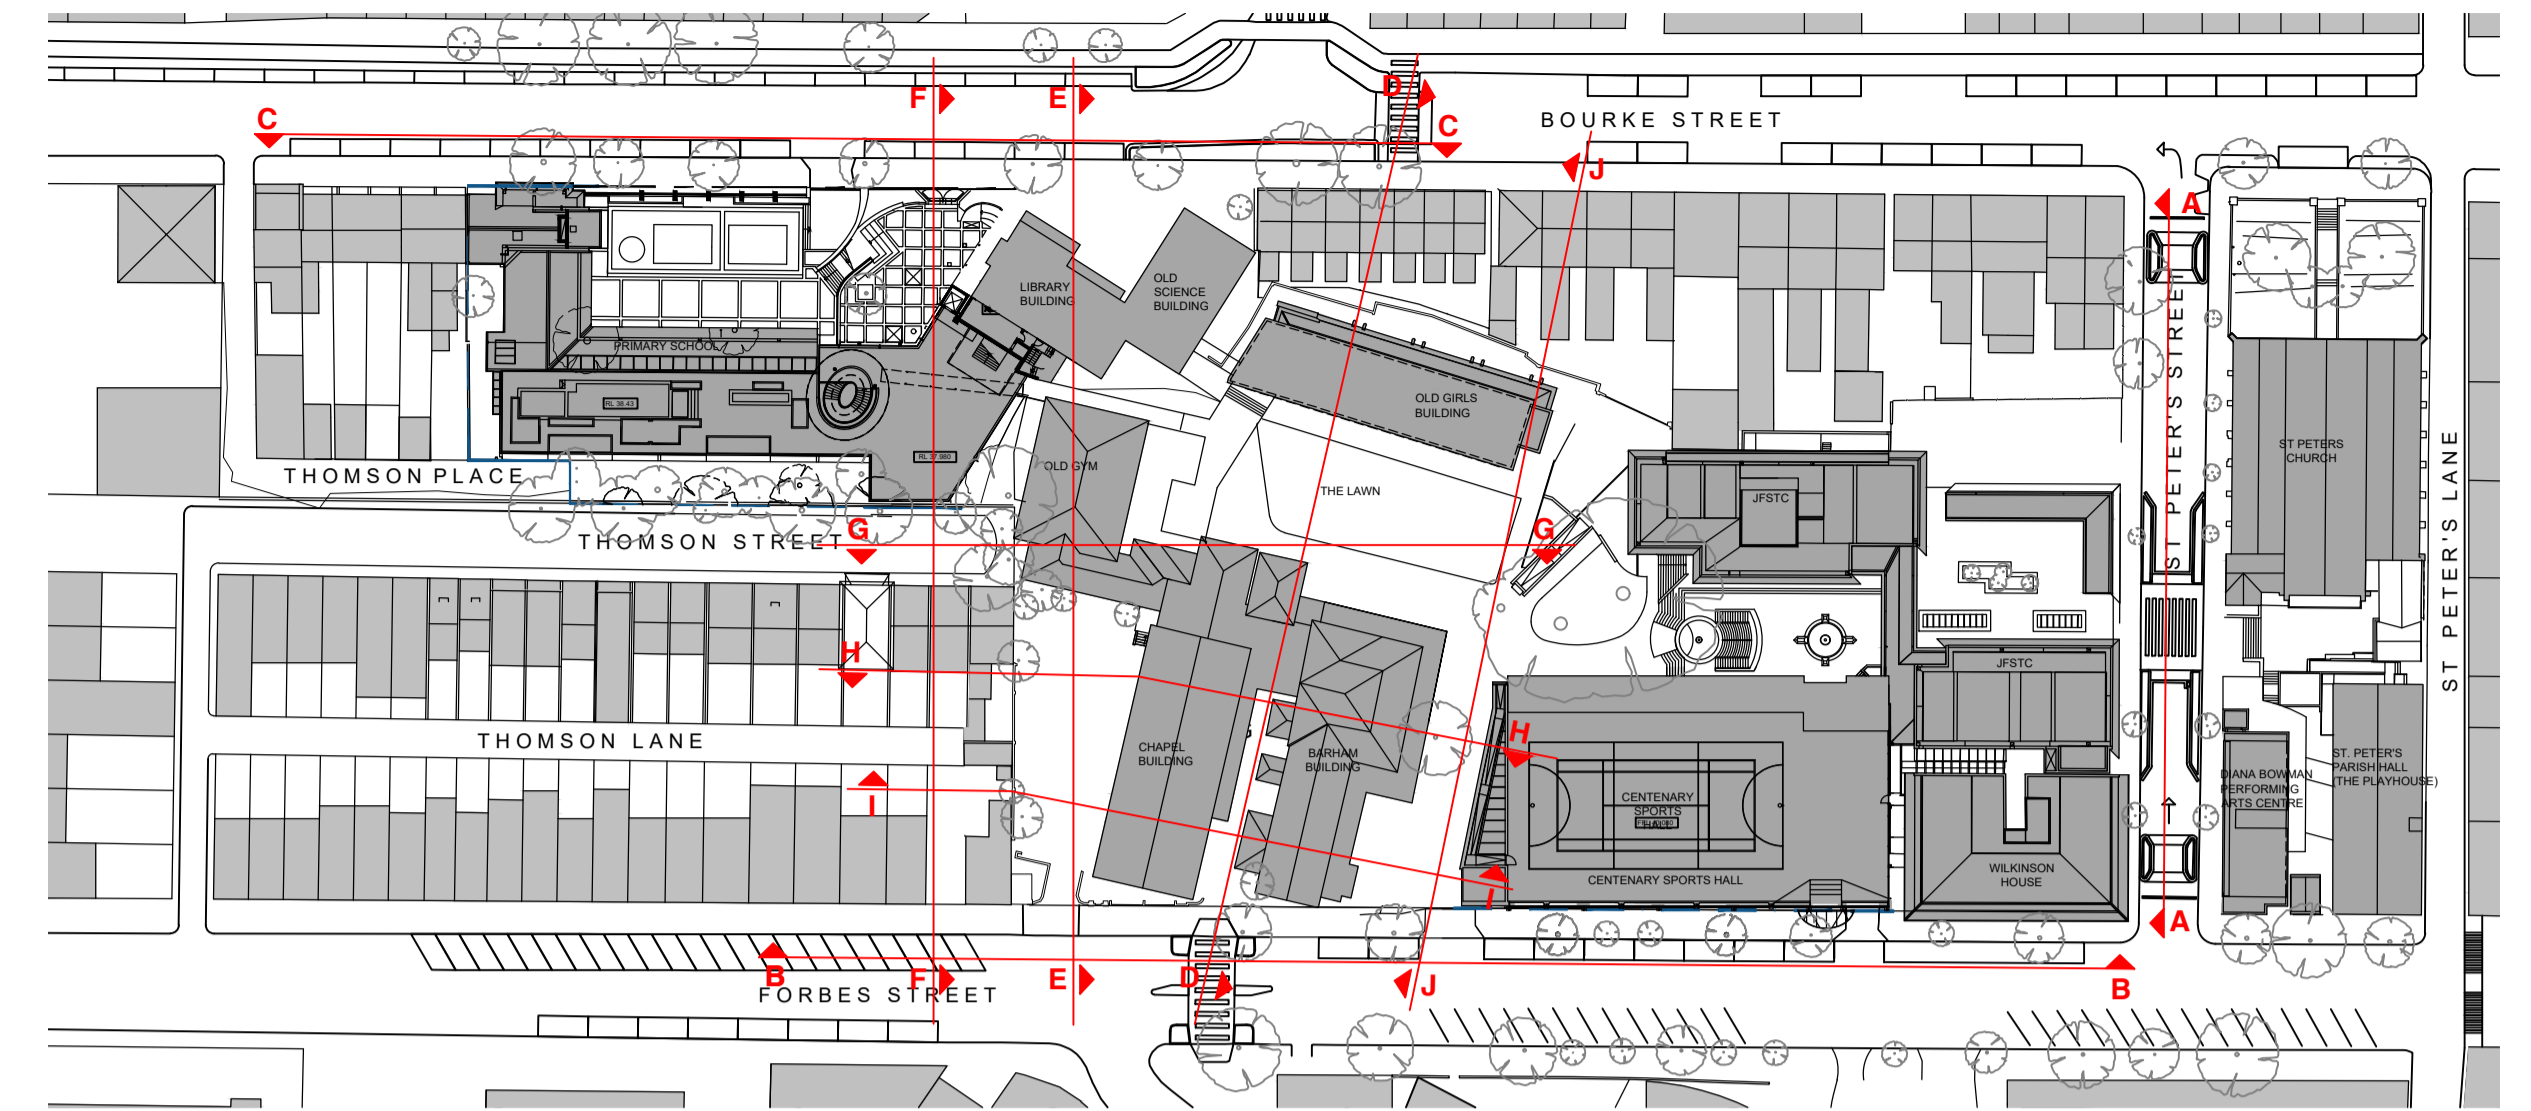 F
E
D
C
C
BOURKE STREET
J
A
LIBRARY
BUILDING
OLD
SCIENCE
BUILDING
PRIMARY SCHOOL
RL 38.43
OLD GIRLS
BUILDING
ST PETER'S STREET
ST PETERS
CHURCH
ST PETER'S LANE
THOMSON PLACE
RL 37.980
OLD GYM
THE LAWN
JFSTC
THOMSON STREET
G
G
H
JFSTC
THOMSON LANE
H
CHAPEL
BUILDING
BARHAM
BUILDING
I
CENTENARY
SPORTS
HALL
DIANA BOWMAN
PERFORMING
ARTS CENTRE
ST. PETER'S
PARISH HALL
(THE PLAYHOUSE)
CENTENARY SPORTS HALL
WILKINSON
HOUSE
I
A
B
F
E
D
J
B
FORBES STREET